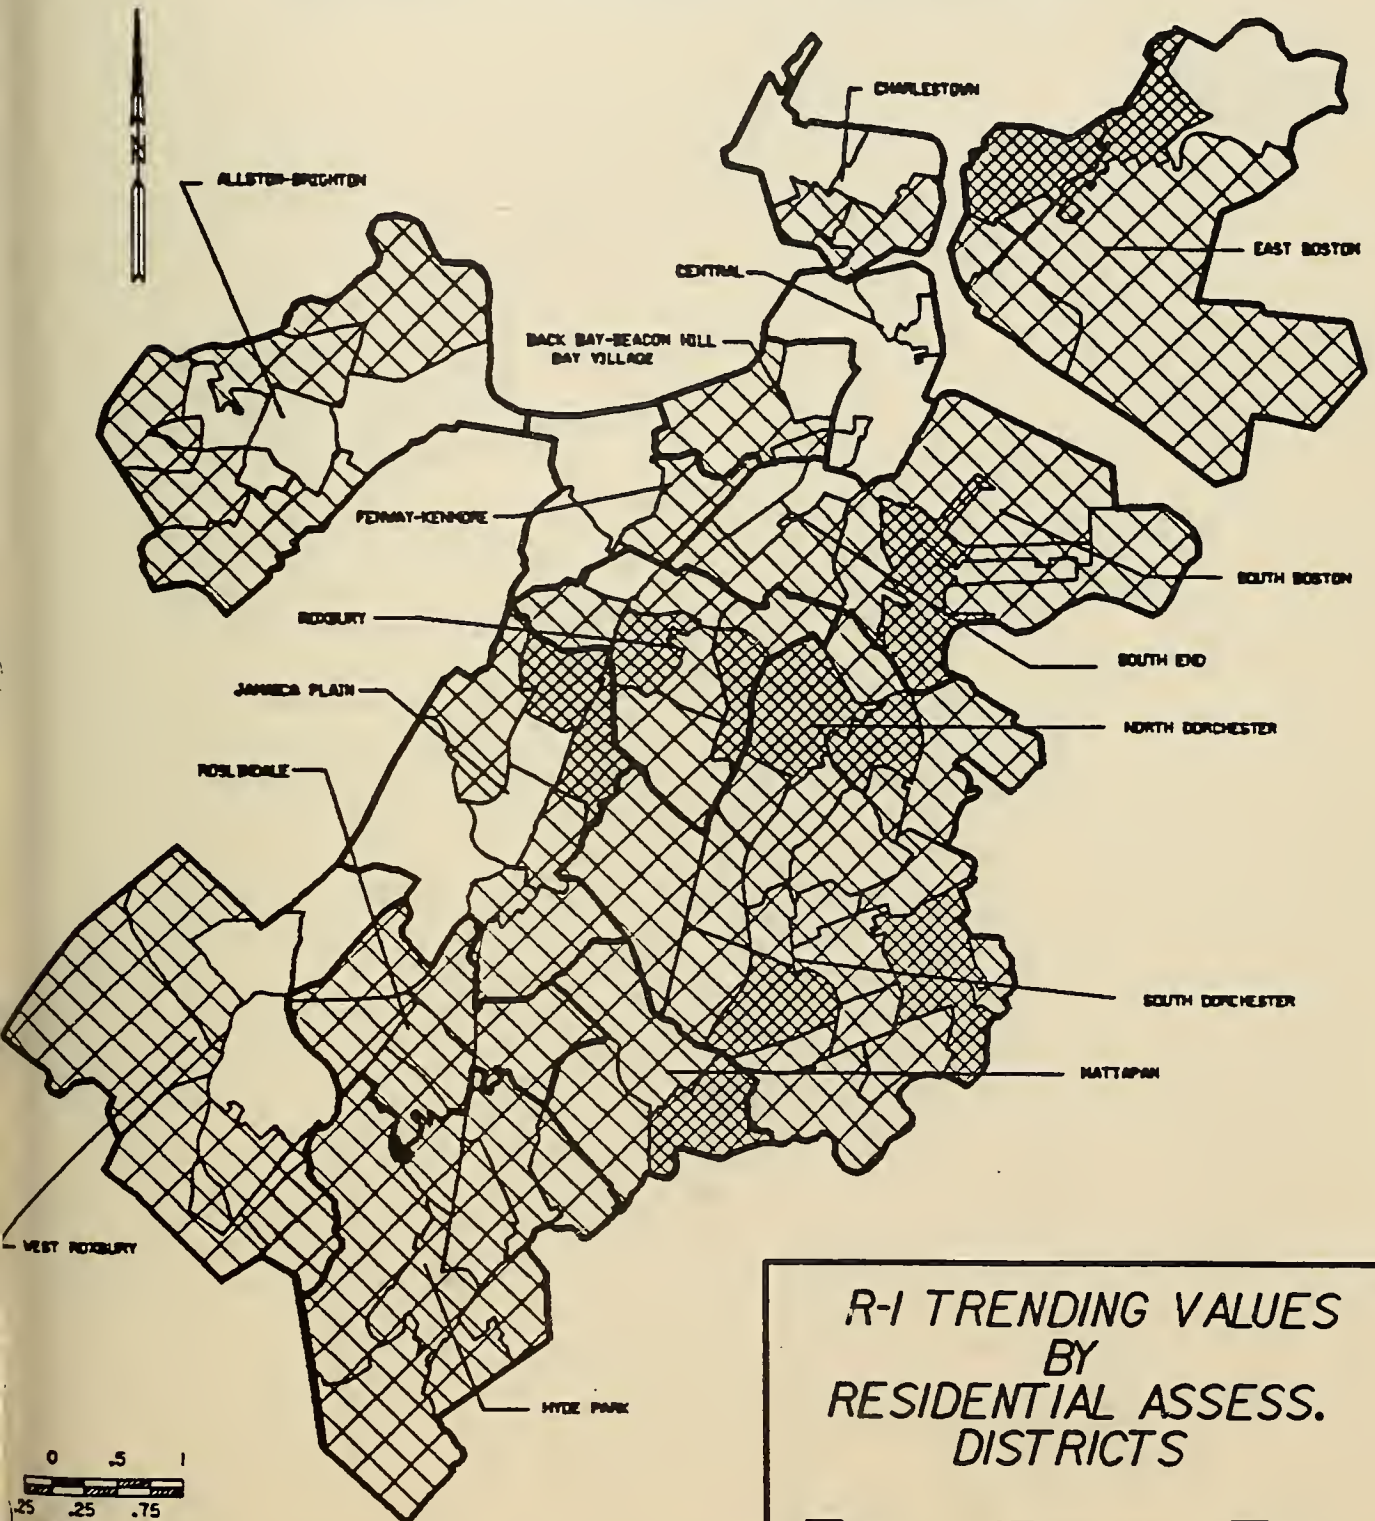 N
CHARLESTOWN
ALLSTON-BRIGHTON
EAST BOSTON
CENTRAL
BACK BAY-BEACON HILL
BAY VILLAGE
FENWAY-KENMORE
SOUTH BOSTON
ROXBURY
SOUTH END
JAMAICA PLAIN
NORTH DORCHESTER
ROSLINDALE
SOUTH DORCHESTER
MATTAPAN
WEST ROXBURY
HYDE PARK
R-1 TRENDING VALUES
BY
RESIDENTIAL ASSESS.
DISTRICTS
0 .5 1
.25 .25 .75